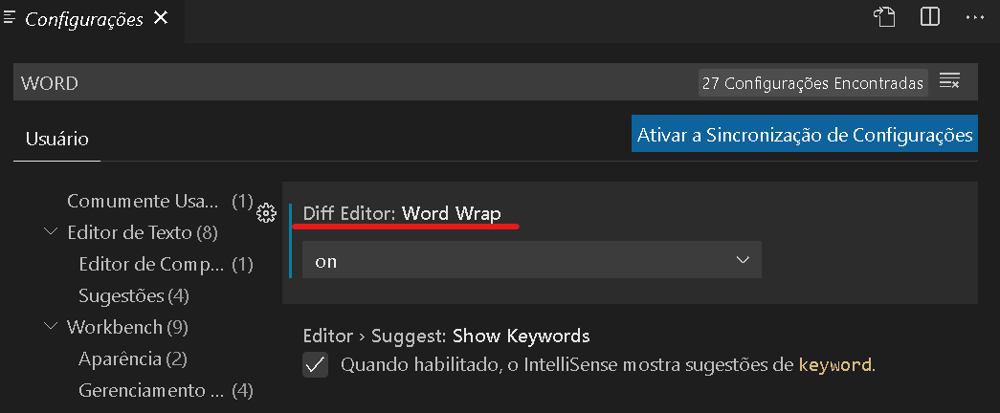 Configurações
WORD
27 Configurações Encontradas
Usuário
Ativar a Sincronização de Configurações
Comumente Usa... (1)
Editor de Texto (8)
Editor de Comp... (1)
Sugestões (4)
Workbench (9)
Aparência (2)
Gerenciamento ... (4)
Diff Editor: Word Wrap
on
Editor › Suggest: Show Keywords
Quando habilitado, o IntelliSense mostra sugestões de keyword.